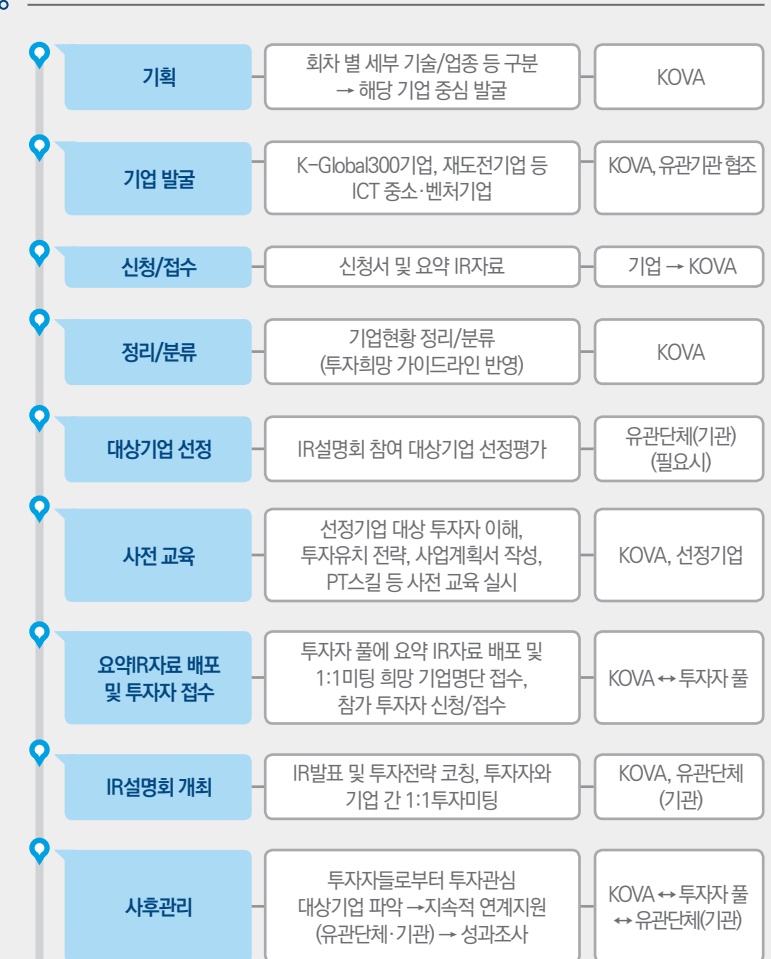 기획
회차 별 세부 기술/업종 등 구분
→ 해당 기업 중심 발굴
KOVA
기업 발굴
K-Global300기업, 재도전기업 등
ICT 중소·벤처기업
KOVA, 유관기관 협조
신청/접수
신청서 및 요약 IR자료
기업 → KOVA
정리/분류
기업현황 정리/분류
(투자희망 가이드라인 반영)
KOVA
대상기업 선정
IR설명회 참여 대상기업 선정평가
유관단체(기관)
(필요시)
사전 교육
선정기업 대상 투자자 이해,
투자유치 전략, 사업계획서 작성,
PT스킬 등 사전 교육 실시
KOVA, 선정기업
요약IR자료 배포
및 투자자 접수
투자자 풀에 요약 IR자료 배포 및
1:1미팅 희망 기업명단 접수,
참가 투자자 신청/접수
KOVA ↔ 투자자 풀
IR설명회 개최
IR발표 및 투자전략 코칭, 투자자와
기업 간 1:1투자미팅
KOVA, 유관단체
(기관)
사후관리
투자자들로부터 투자관심
대상기업 파악 →지속적 연계지원
(유관단체·기관) → 성과조사
KOVA ↔ 투자자 풀
↔ 유관단체(기관)